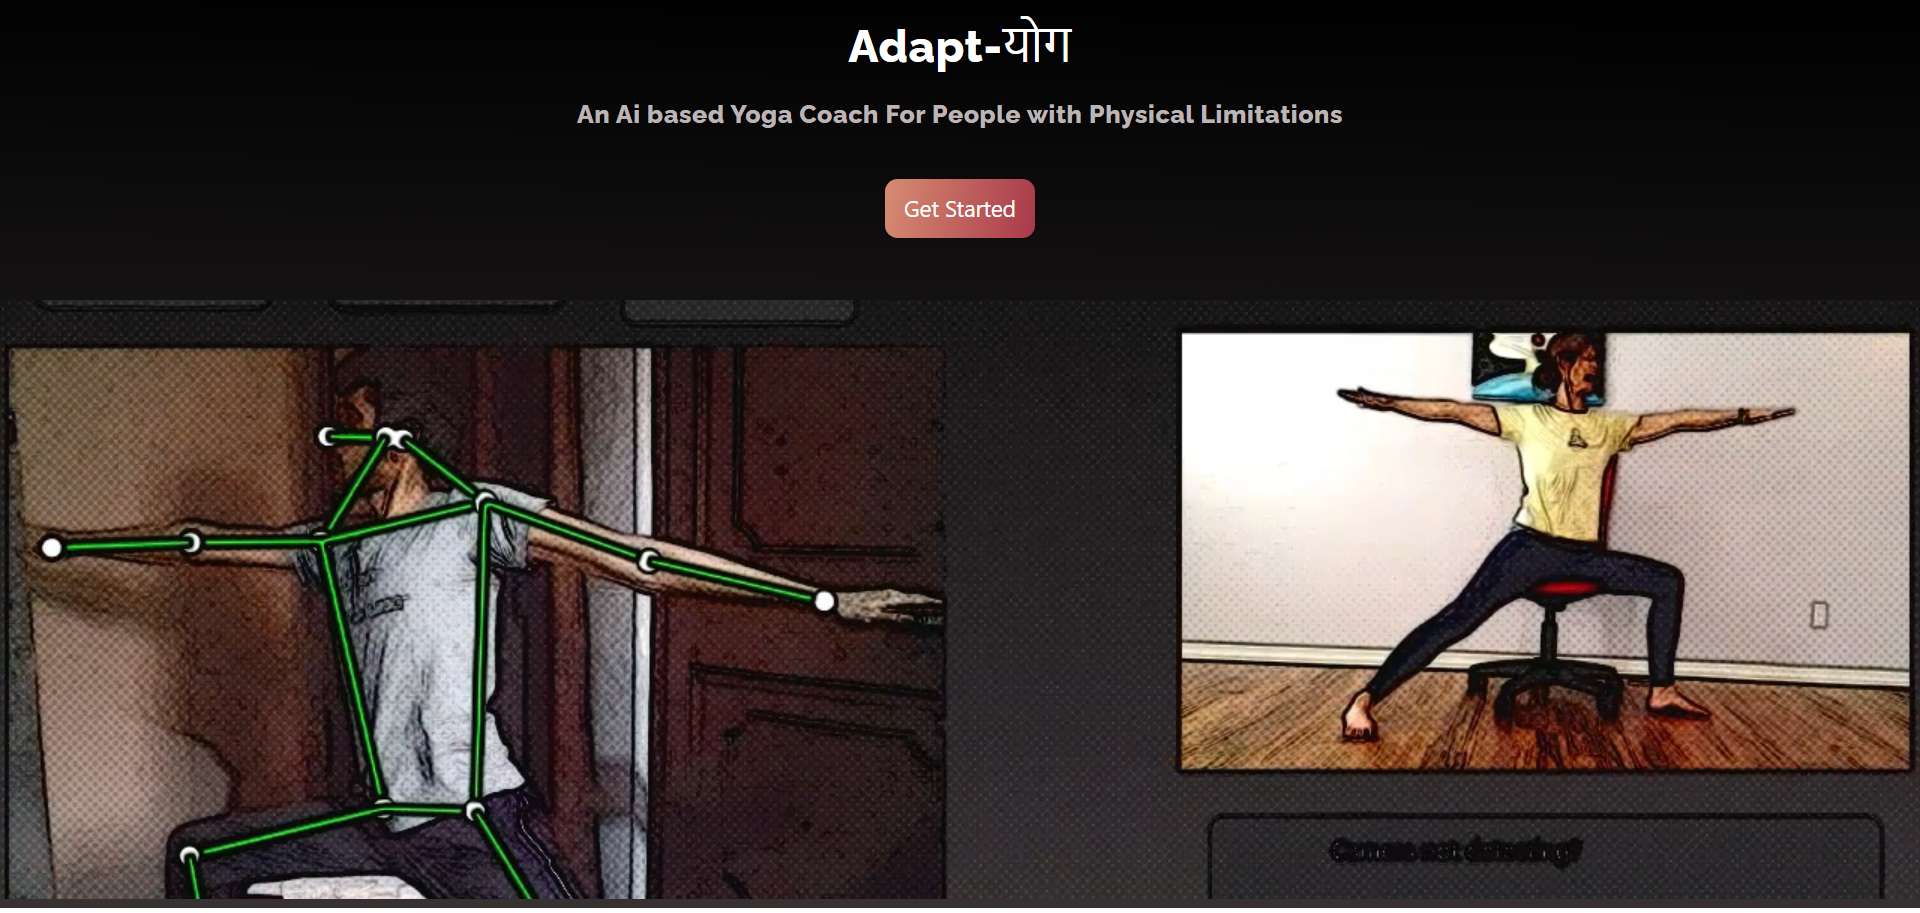 Adapt-योग
An Ai based Yoga Coach For People with Physical Limitations
Get Started
Camera not detecting?